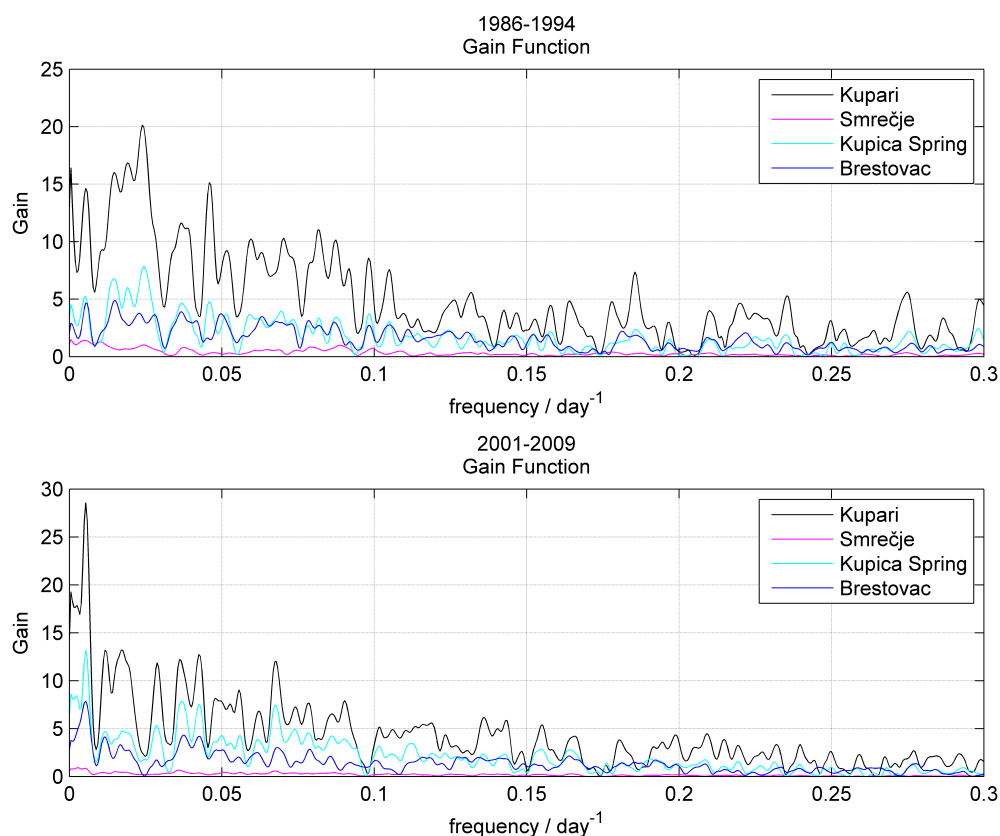 1986-1994
Gain Function
25
20
15
10
5
0
Gain
Kupari
Smrečje
Kupica Spring
Brestovac
0 0.05 0.1 0.15 0.2 0.25 0.3
frequency / day⁻¹
2001-2009
Gain Function
30
25
20
15
10
5
0
Gain
Kupari
Smrečje
Kupica Spring
Brestovac
0 0.05 0.1 0.15 0.2 0.25 0.3
frequency / day⁻¹